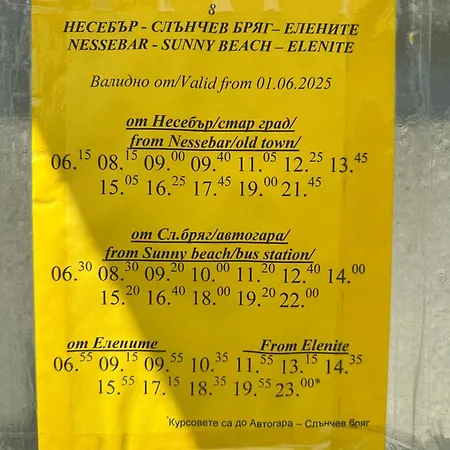 8
НЕСЕБЪР - СЛЪНЧЕВ БРЯГ– ЕЛЕНИТЕ
NESSEBAR - SUNNY BEACH – ELENITE
Валидно от/Valid from 01.06.2025
от Несебър/стар град/
from Nessebar/old town/
06.15 08.15 09.00 09.40 11.05 12.25 13.45
15.05 16.25 17.45 19.00 21.45
от Сл.бряг/автогара/
from Sunny beach/bus station/
06.30 08.30 09.20 10.00 11.20 12.40 14.00
15.20 16.40 18.00 19.20 22.00
от Елените From Elenite
06.55 09.15 09.55 10.35 11.55 13.15 14.35
15.55 17.15 18.35 19.55 23.00*
*Курсовете са до Автогара – Слънчев бряг